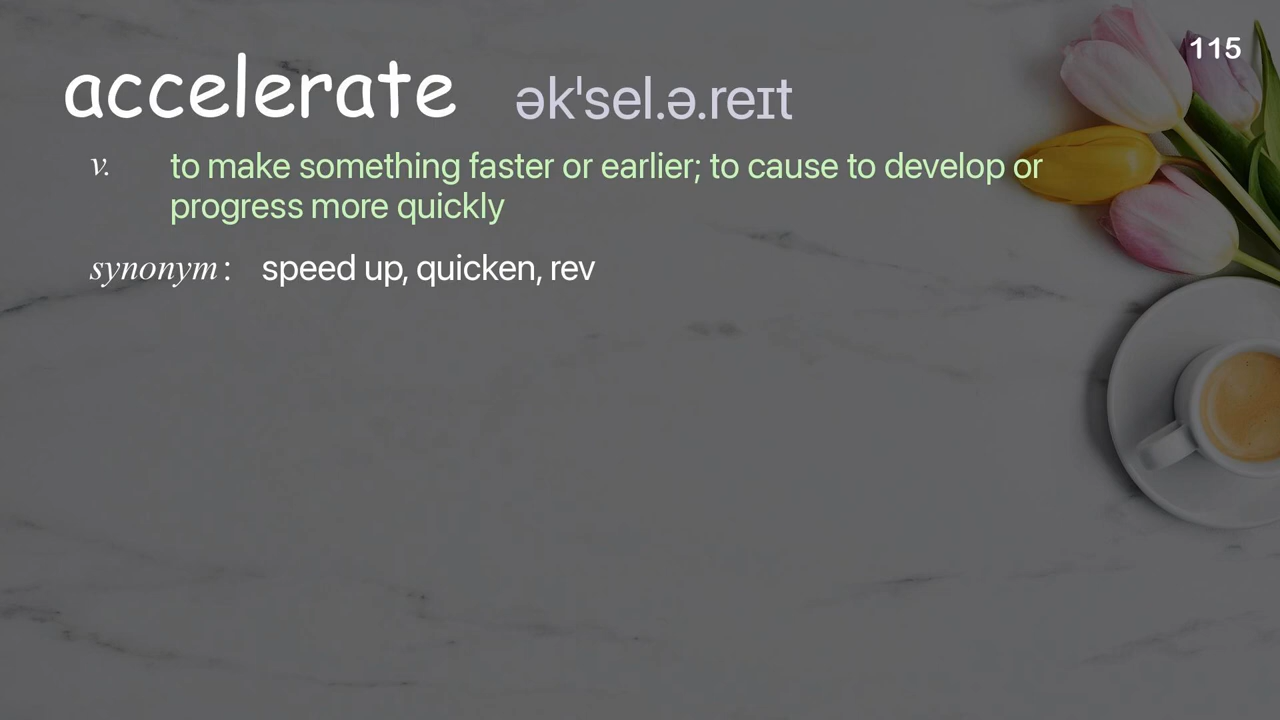 115
accelerate əkˈsel.ə.reɪt
v. to make something faster or earlier; to cause to develop or
progress more quickly
synonym: speed up, quicken, rev